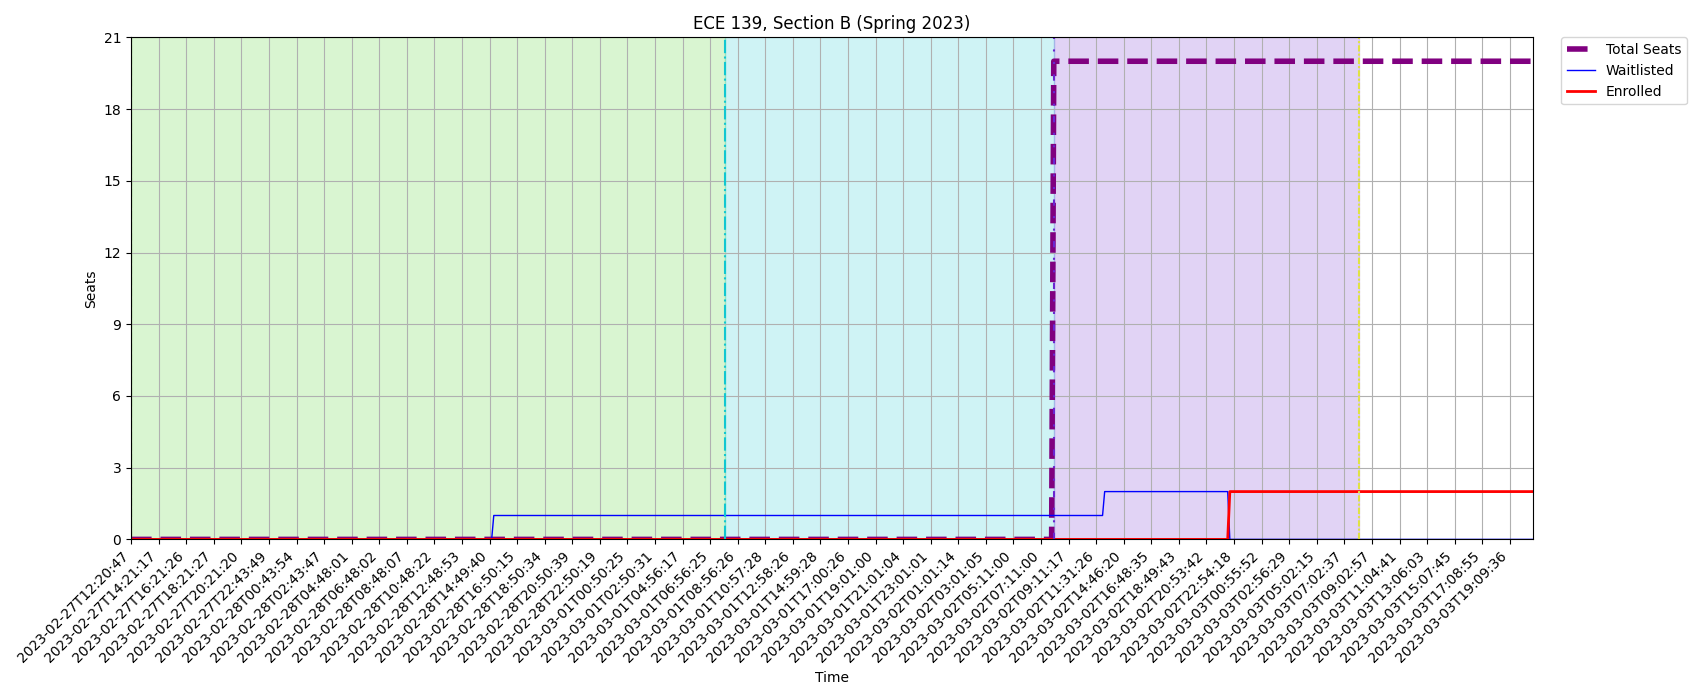 ECE 139, Section B (Spring 2023)
21
18
15
12
9
6
3
0
Seats
Total Seats
Waitlisted
Enrolled
2023-02-27T12:20:47
2023-02-27T14:21:17
2023-02-27T16:21:26
2023-02-27T18:21:27
2023-02-27T20:21:20
2023-02-27T22:43:49
2023-02-28T00:43:54
2023-02-28T02:43:47
2023-02-28T04:48:01
2023-02-28T06:48:02
2023-02-28T08:48:07
2023-02-28T10:48:22
2023-02-28T12:48:53
2023-02-28T14:49:40
2023-02-28T16:50:15
2023-02-28T18:50:34
2023-02-28T20:50:39
2023-02-28T22:50:19
2023-03-01T00:50:25
2023-03-01T02:50:31
2023-03-01T04:56:17
2023-03-01T06:56:25
2023-03-01T08:56:26
2023-03-01T10:57:28
2023-03-01T12:58:26
2023-03-01T14:59:28
2023-03-01T17:00:26
2023-03-01T19:01:00
2023-03-01T21:01:04
2023-03-01T23:01:01
2023-03-02T01:01:14
2023-03-02T03:01:05
2023-03-02T05:11:00
2023-03-02T07:11:00
2023-03-02T09:11:17
2023-03-02T11:31:26
2023-03-02T14:46:20
2023-03-02T16:48:35
2023-03-02T18:49:43
2023-03-02T20:53:42
2023-03-02T22:54:18
2023-03-03T00:55:52
2023-03-03T02:56:29
2023-03-03T05:02:15
2023-03-03T07:02:37
2023-03-03T09:02:57
2023-03-03T11:04:41
2023-03-03T13:06:03
2023-03-03T15:07:45
2023-03-03T17:08:55
2023-03-03T19:09:36
Time